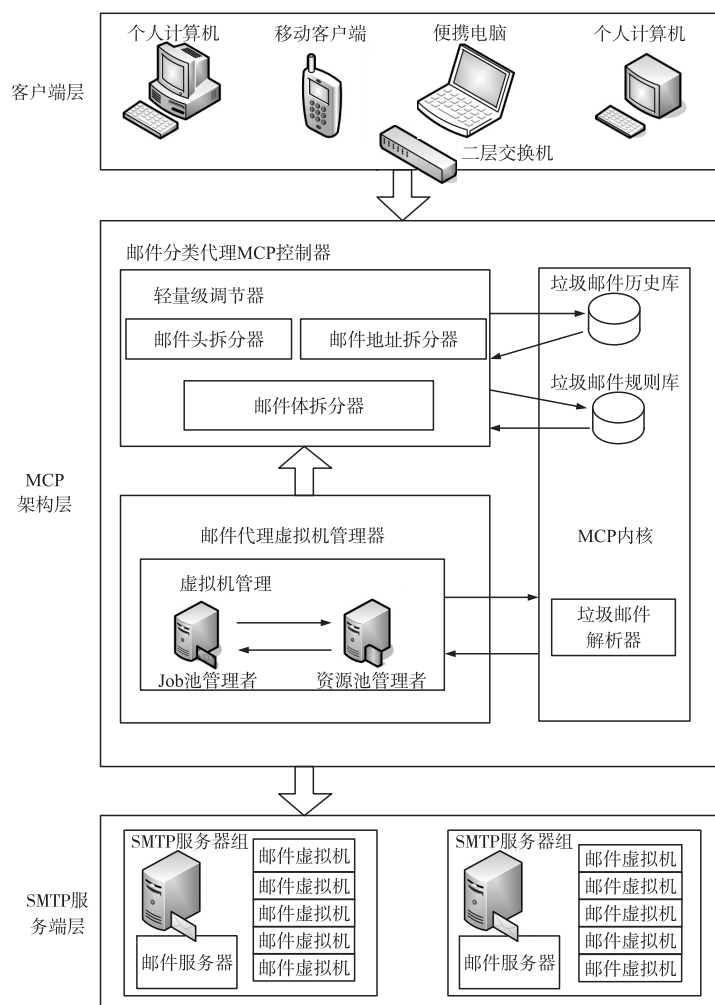 个人计算机
移动客户端
便携电脑
个人计算机
客户端层
二层交换机
邮件分类代理MCP控制器
轻量级调节器
邮件头拆分器
邮件地址拆分器
邮件体拆分器
垃圾邮件历史库
垃圾邮件规则库
MCP
架构层
邮件代理虚拟机管理器
虚拟机管理
Job池管理者
资源池管理者
MCP内核
垃圾邮件
解析器
SMTP服
务端层
SMTP服务器组
邮件虚拟机
邮件虚拟机
邮件虚拟机
邮件虚拟机
邮件虚拟机
邮件服务器
SMTP服务器组
邮件虚拟机
邮件虚拟机
邮件虚拟机
邮件虚拟机
邮件虚拟机
邮件服务器